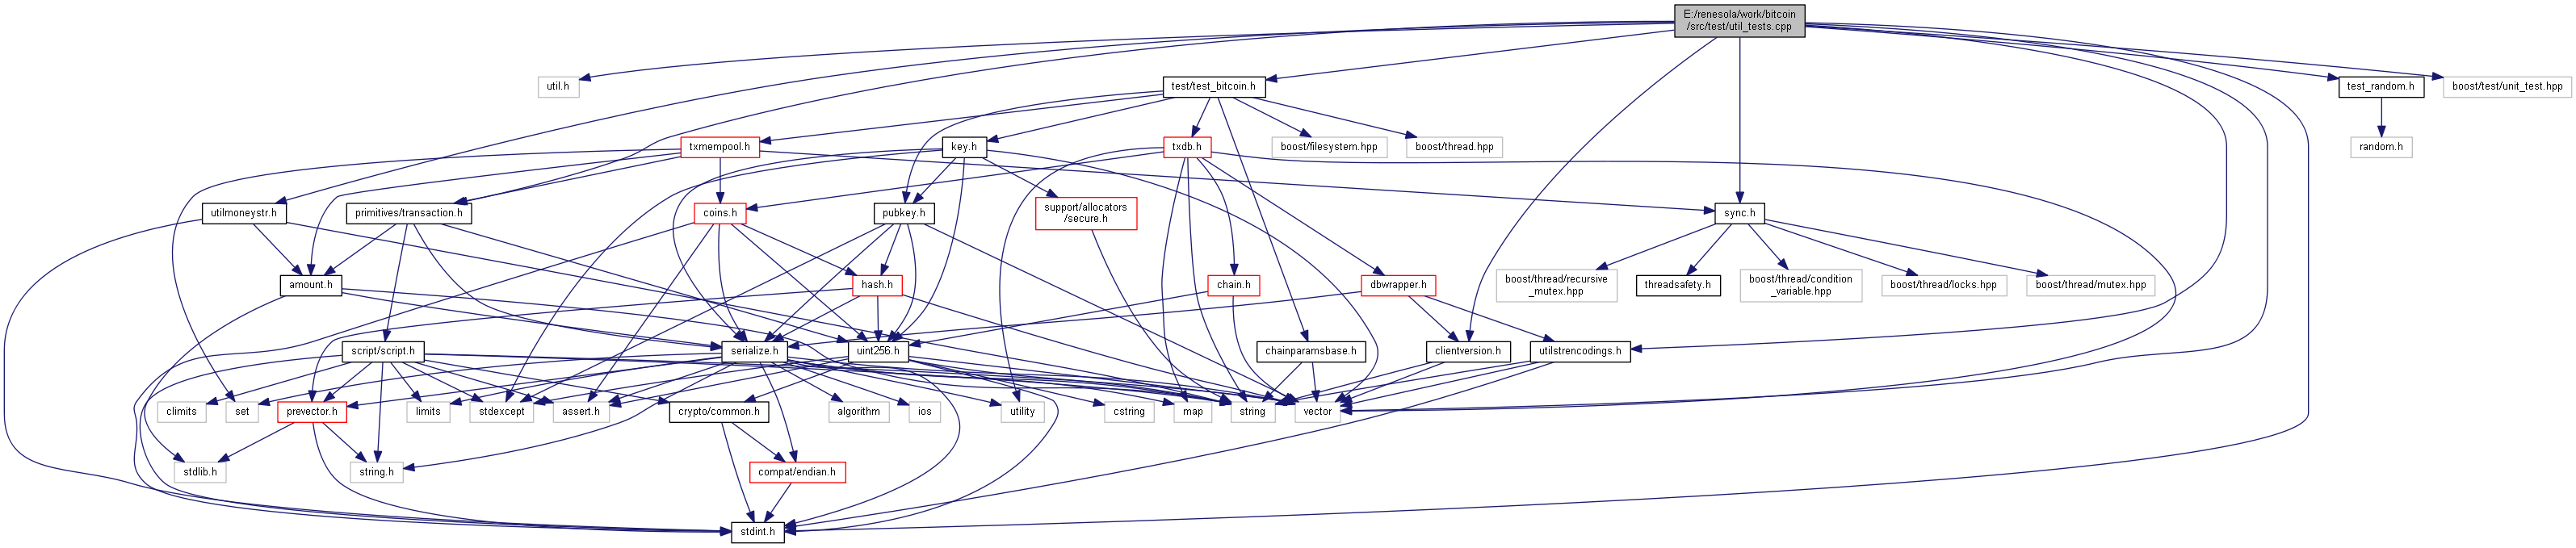 E:/renesola/work/bitcoin
/src/test/util_tests.cpp
util.h
test/test_bitcoin.h
test_random.h
boost/test/unit_test.hpp
txmempool.h
key.h
txdb.h
boost/filesystem.hpp
boost/thread.hpp
random.h
utilmoneystr.h
primitives/transaction.h
coins.h
pubkey.h
support/allocators
/secure.h
sync.h
amount.h
hash.h
chain.h
dbwrapper.h
boost/thread/recursive
_mutex.hpp
threadsafety.h
boost/thread/condition
_variable.hpp
boost/thread/locks.hpp
boost/thread/mutex.hpp
script/script.h
serialize.h
uint256.h
chainparamsbase.h
clientversion.h
utilstrencodings.h
climits
set
prevector.h
limits
stdexcept
assert.h
crypto/common.h
algorithm
ios
utility
cstring
map
string
vector
stdlib.h
string.h
compat/endian.h
stdint.h